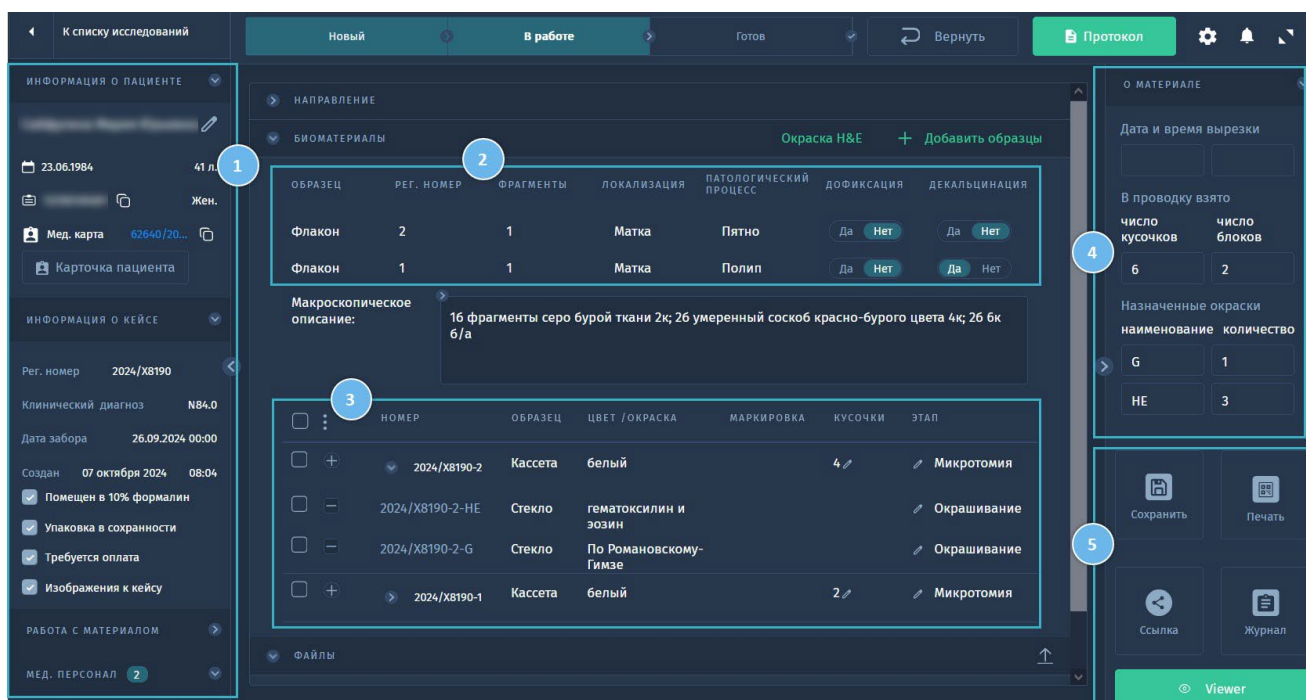 К списку исследований
Новый
В работе
Готов
Вернуть
Протокол
ИНФОРМАЦИЯ О ПАЦИЕНТЕ
23.06.1984 41 л.
Жен.
Мед. карта 62640/20...
Карточка пациента
ИНФОРМАЦИЯ О КЕЙСЕ
Рег. номер 2024/X8190
Клинический диагноз N84.0
Дата забора 26.09.2024 00:00
Создан 07 октября 2024 08:04
Помещен в 10% формалин
Упаковка в сохранности
Требуется оплата
Изображения к кейсу
РАБОТА С МАТЕРИАЛОМ
МЕД. ПЕРСОНАЛ 2
1
НАПРАВЛЕНИЕ
БИОМАТЕРИАЛЫ Окраска H&E + Добавить образцы
2
ОБРАЗЕЦ РЕГ. НОМЕР ФРАГМЕНТЫ ЛОКАЛИЗАЦИЯ ПАТОЛОГИЧЕСКИЙ ПРОЦЕСС ДОФИКСАЦИЯ ДЕКАЛЬЦИНАЦИЯ
Флакон 2 1 Матка Пятно Да Нет Да Нет
Флакон 1 1 Матка Полип Да Нет Да Нет
Макроскопическое
описание:
1б фрагменты серо бурой ткани 2к; 2б умеренный соскоб красно-бурого цвета 4к; 2б 6к
б/а
3
НОМЕР ОБРАЗЕЦ ЦВЕТ /ОКРАСКА МАРКИРОВКА КУСОЧКИ ЭТАП
2024/X8190-2 Кассета белый 4 Микротомия
2024/X8190-2-HE Стекло гематоксилин и эозин Окрашивание
2024/X8190-2-G Стекло По Романовскому-Гимзе Окрашивание
2024/X8190-1 Кассета белый 2 Микротомия
ФАЙЛЫ
О МАТЕРИАЛЕ
Дата и время вырезки
В проводку взято
число кусочков число блоков
4
6 2
Назначенные окраски
наименование количество
G 1
HE 3
5
Сохранить Печать
Ссылка Журнал
Viewer